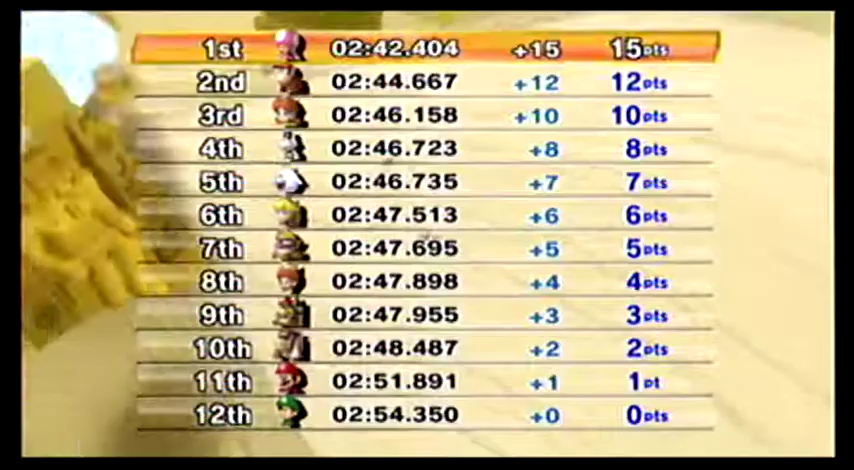 1st 02:42.404 +15 15pts
2nd 02:44.667 +12 12pts
3rd 02:46.158 +10 10pts
4th 02:46.723 +8 8pts
5th 02:46.735 +7 7pts
6th 02:47.513 +6 6pts
7th 02:47.695 +5 5pts
8th 02:47.898 +4 4pts
9th 02:47.955 +3 3pts
10th 02:48.487 +2 2pts
11th 02:51.891 +1 1pt
12th 02:54.350 +0 0pts